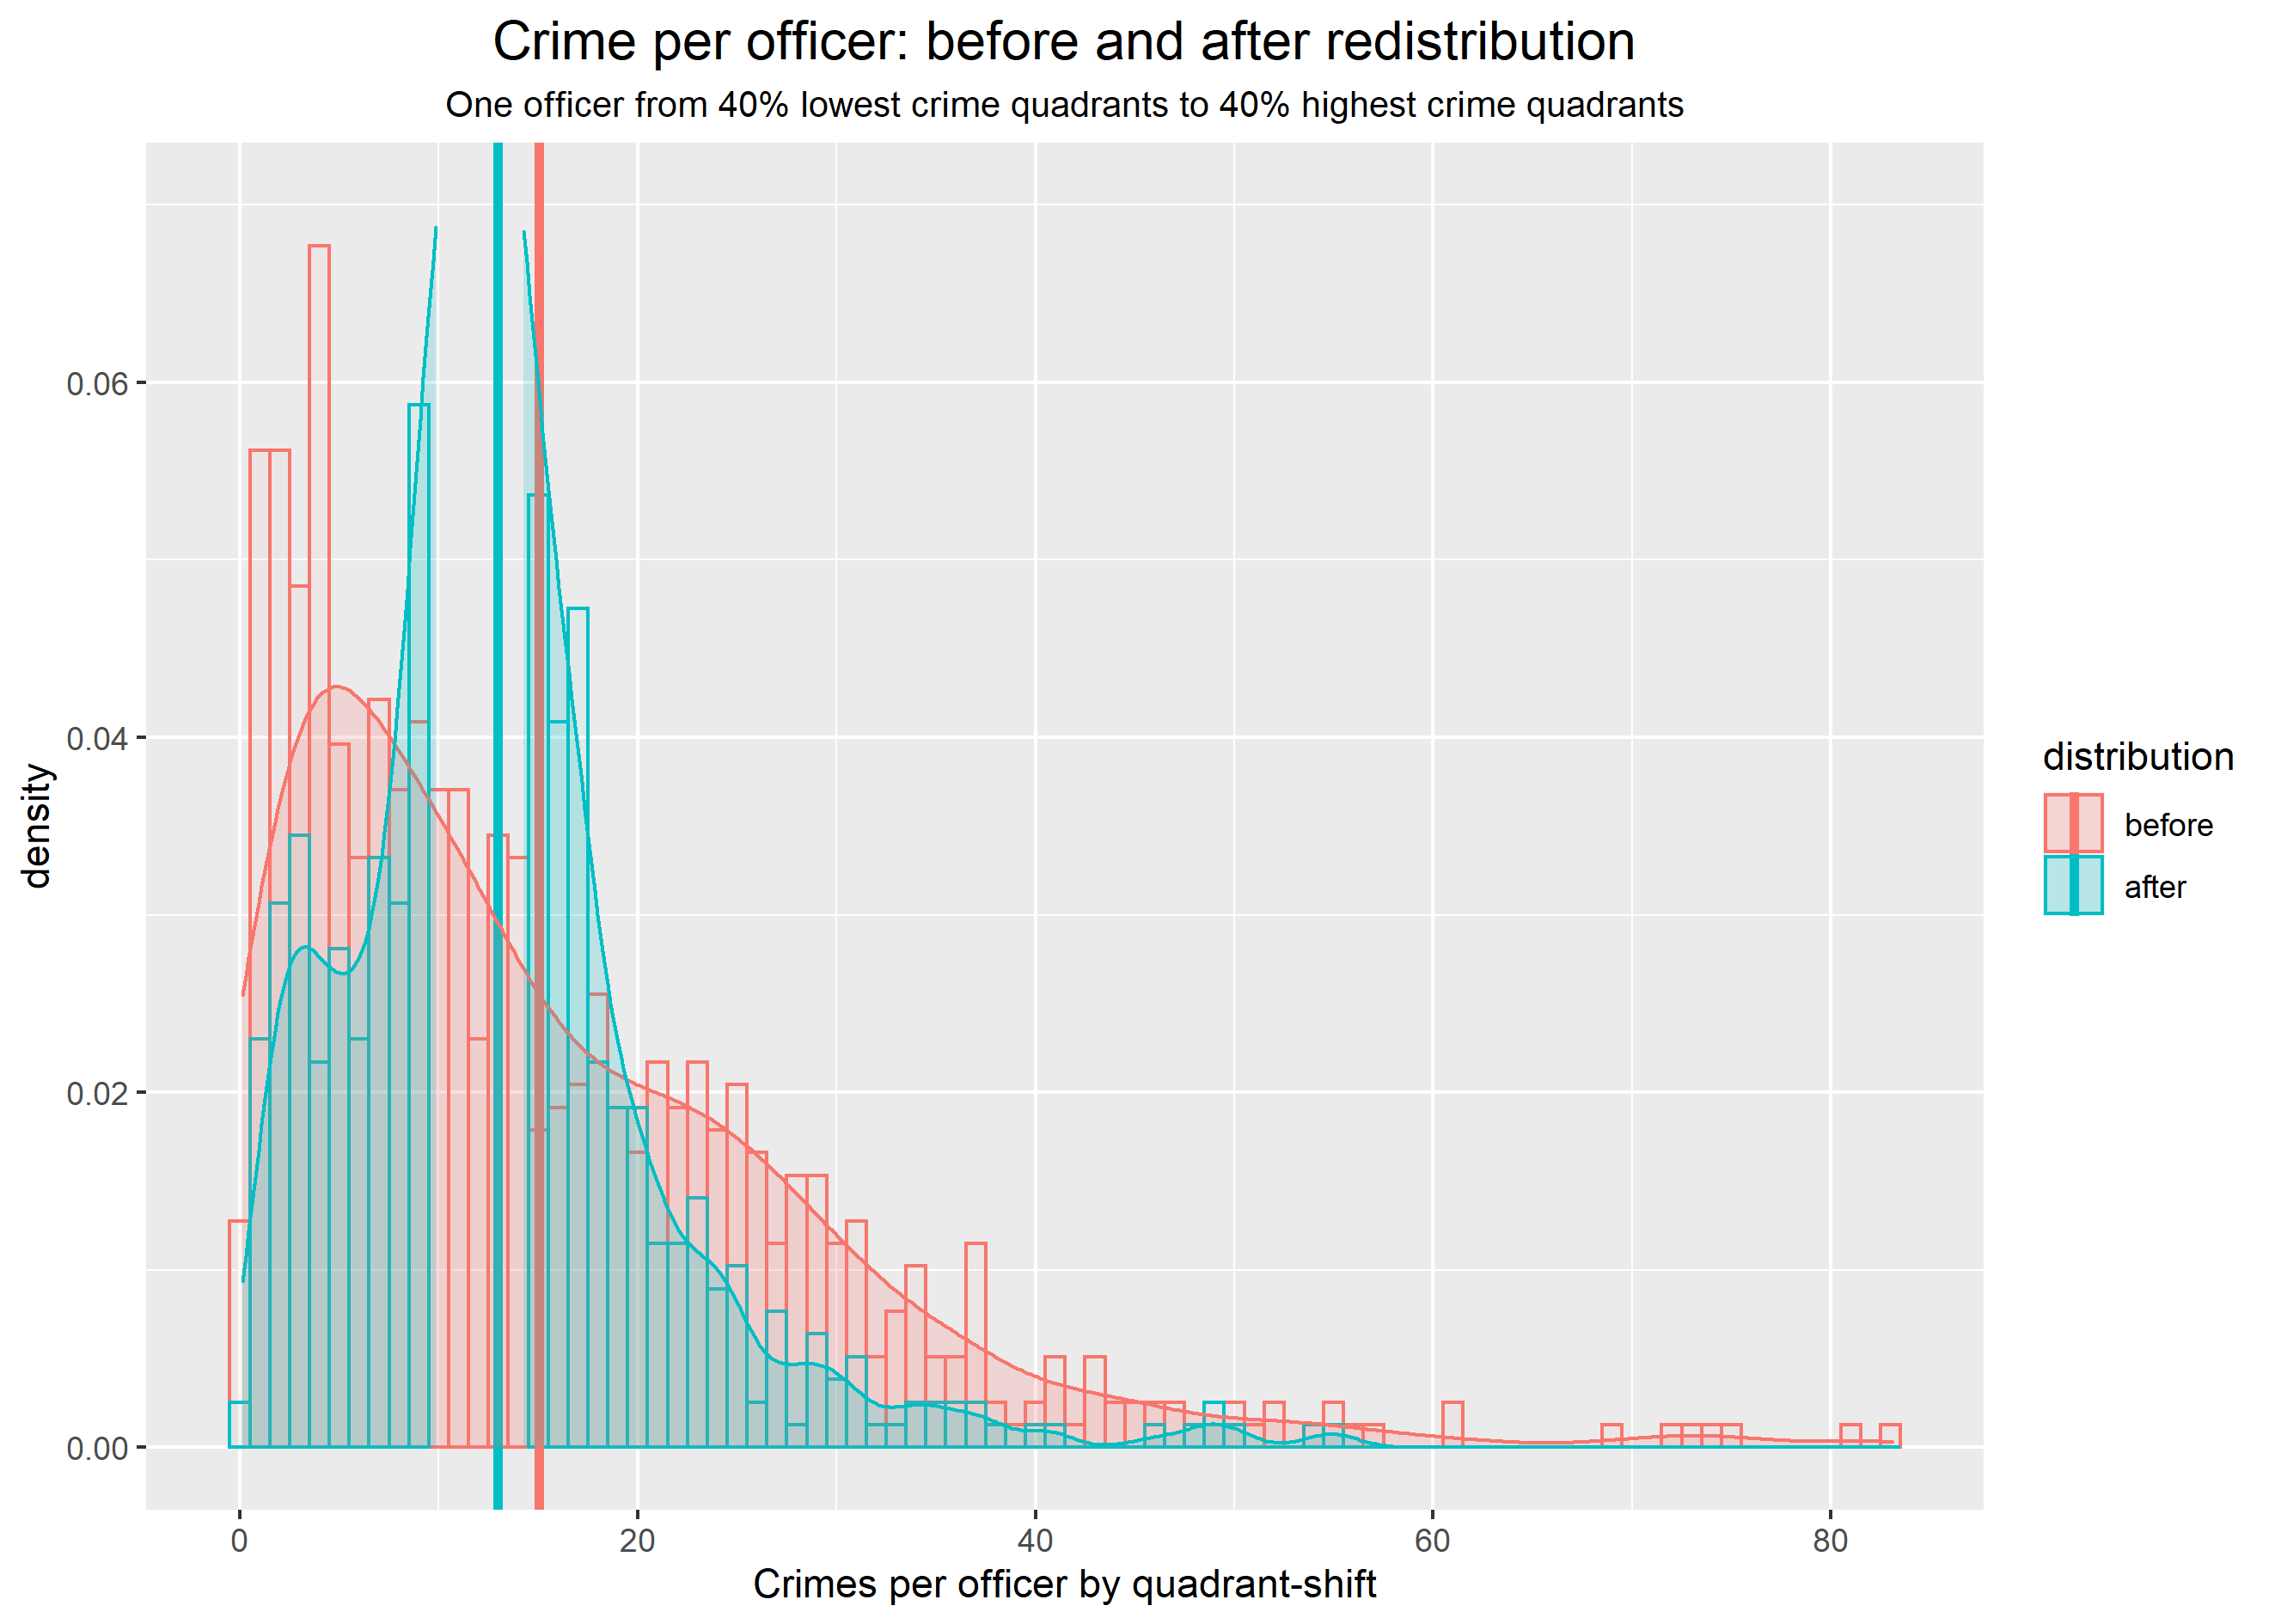 Crime per officer: before and after redistribution
One officer from 40% lowest crime quadrants to 40% highest crime quadrants
density
0.06
0.04
0.02
0.00
0 20 40 60 80
Crimes per officer by quadrant-shift
distribution
before
after